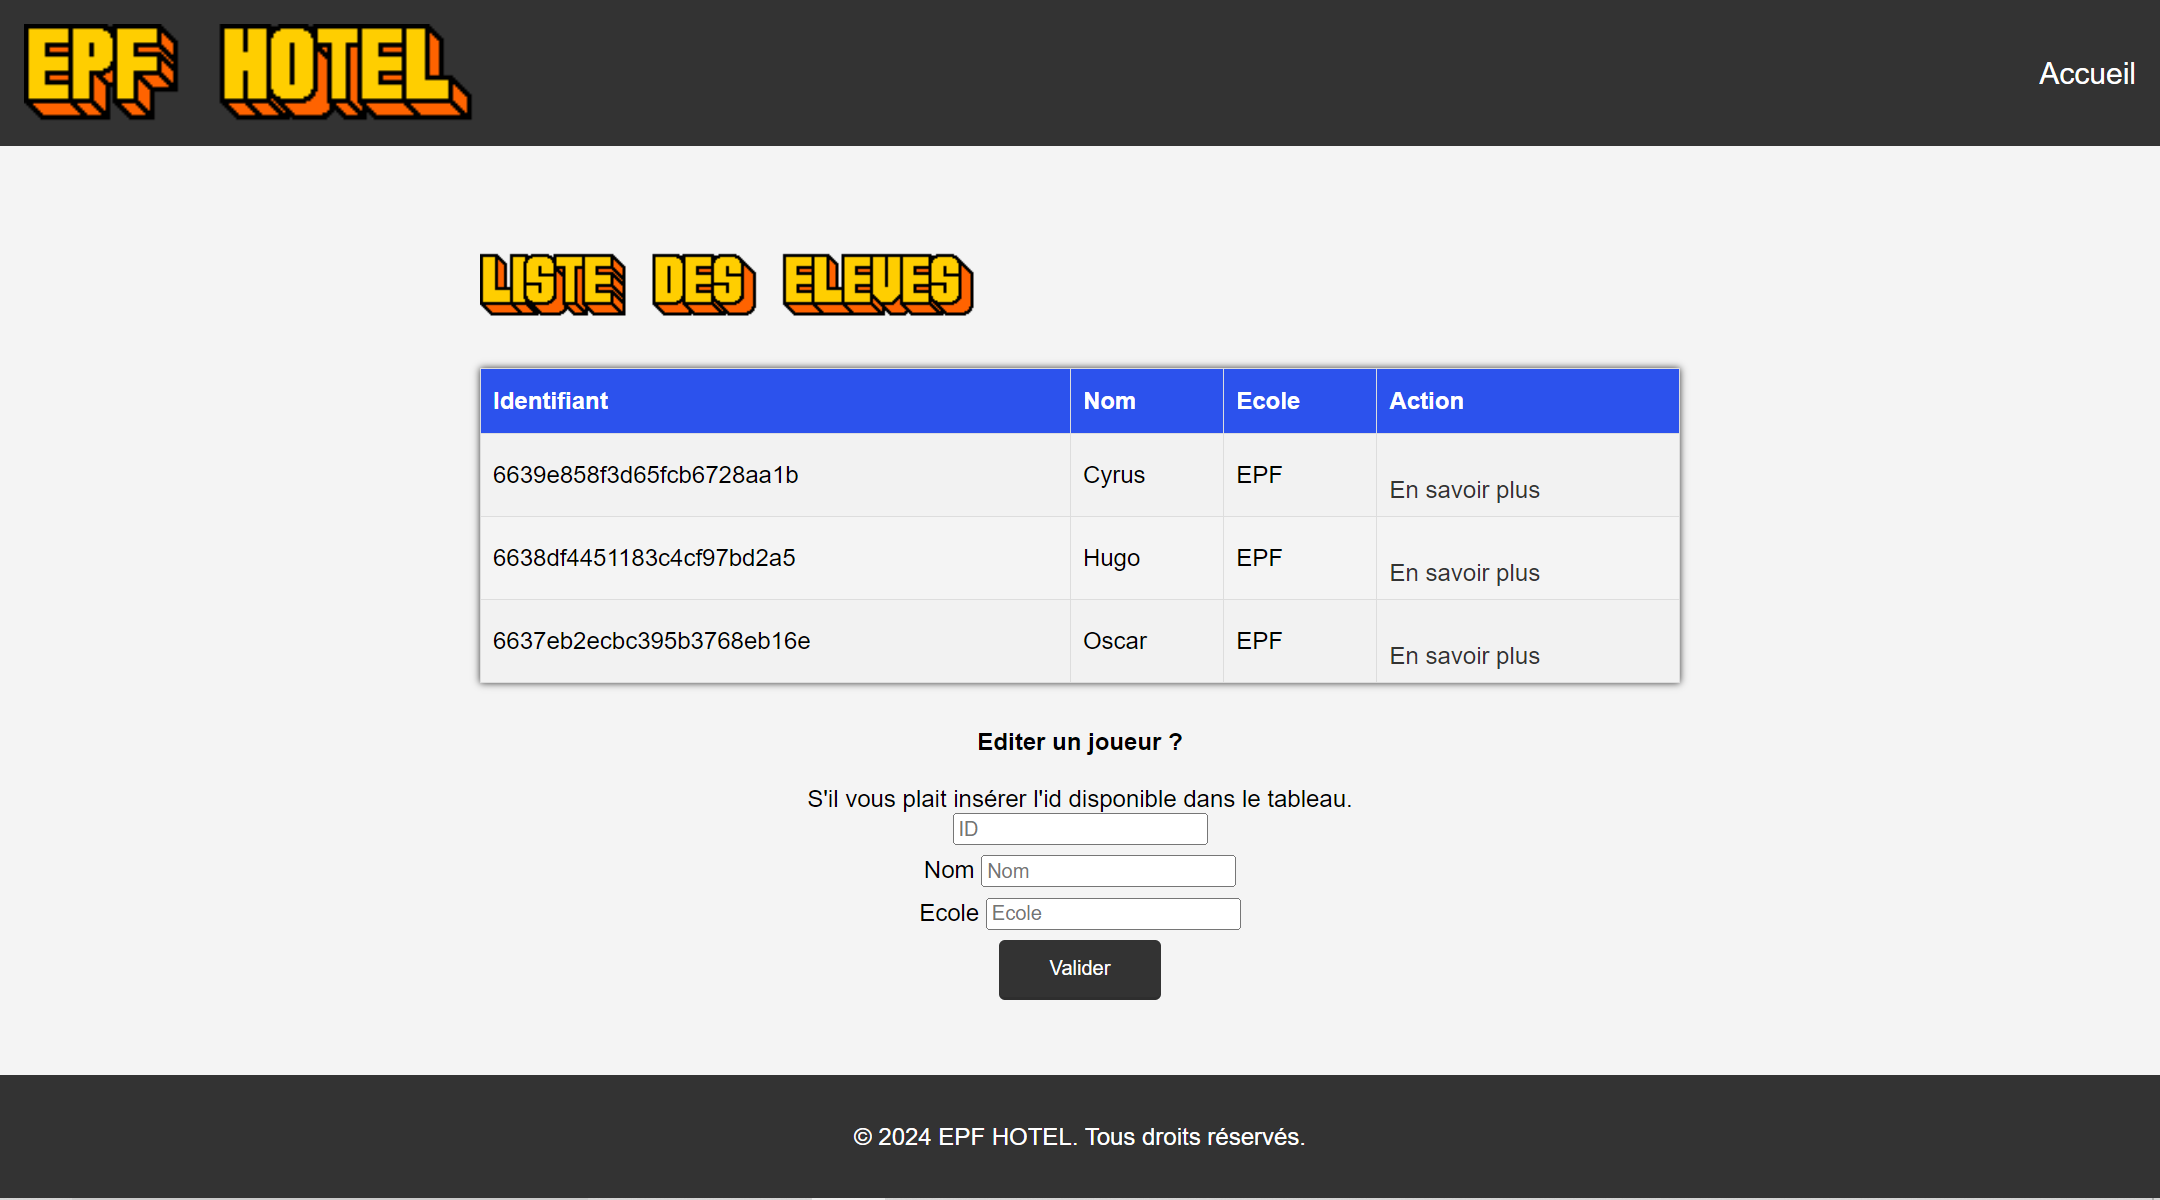 EPF HOTEL
Accueil
LISTE DES ELEVES
Identifiant Nom Ecole Action
6639e858f3d65fcb6728aa1b Cyrus EPF En savoir plus
6638df4451183c4cf97bd2a5 Hugo EPF En savoir plus
6637eb2ecbc395b3768eb16e Oscar EPF En savoir plus
Editer un joueur ?
S'il vous plait insérer l'id disponible dans le tableau.
ID
Nom Nom
Ecole Ecole
Valider
© 2024 EPF HOTEL. Tous droits réservés.